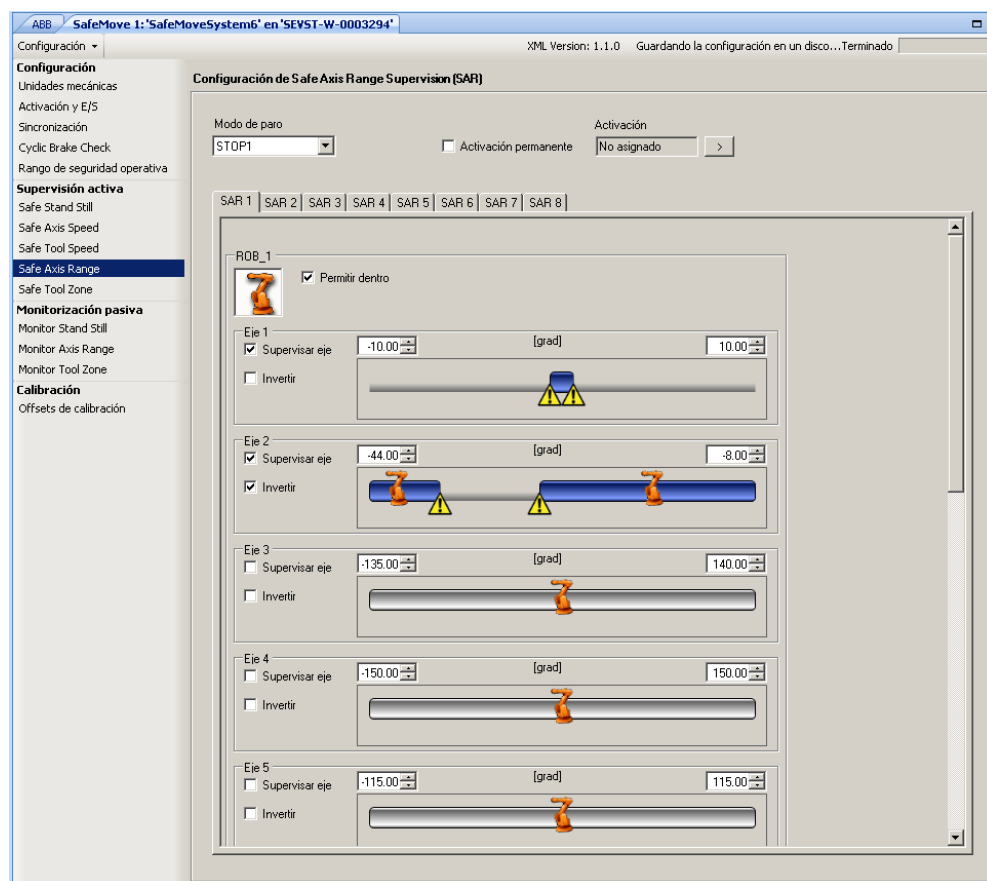 ABB SafeMove 1: 'SafeMoveSystem6' en 'SEVST-W-0003294'
Configuración XML Version: 1.1.0 Guardando la configuración en un disco...Terminado
Configuración
Unidades mecánicas
Activación y E/S
Sincronización
Cyclic Brake Check
Rango de seguridad operativa
Supervisión activa
Safe Stand Still
Safe Axis Speed
Safe Tool Speed
Safe Axis Range
Safe Tool Zone
Monitorización pasiva
Monitor Stand Still
Monitor Axis Range
Monitor Tool Zone
Calibración
Offsets de calibración
Configuración de Safe Axis Range Supervision (SAR)
Modo de paro
STOP1
Activación permanente
Activación
No asignado >
SAR 1 SAR 2 SAR 3 SAR 4 SAR 5 SAR 6 SAR 7 SAR 8
ROB_1
Permitir dentro
Eje 1
Supervisar eje -10.00 [grad] 10.00
Invertir
Eje 2
Supervisar eje -44.00 [grad] -8.00
Invertir
Eje 3
Supervisar eje -135.00 [grad] 140.00
Invertir
Eje 4
Supervisar eje -150.00 [grad] 150.00
Invertir
Eje 5
Supervisar eje -115.00 [grad] 115.00
Invertir